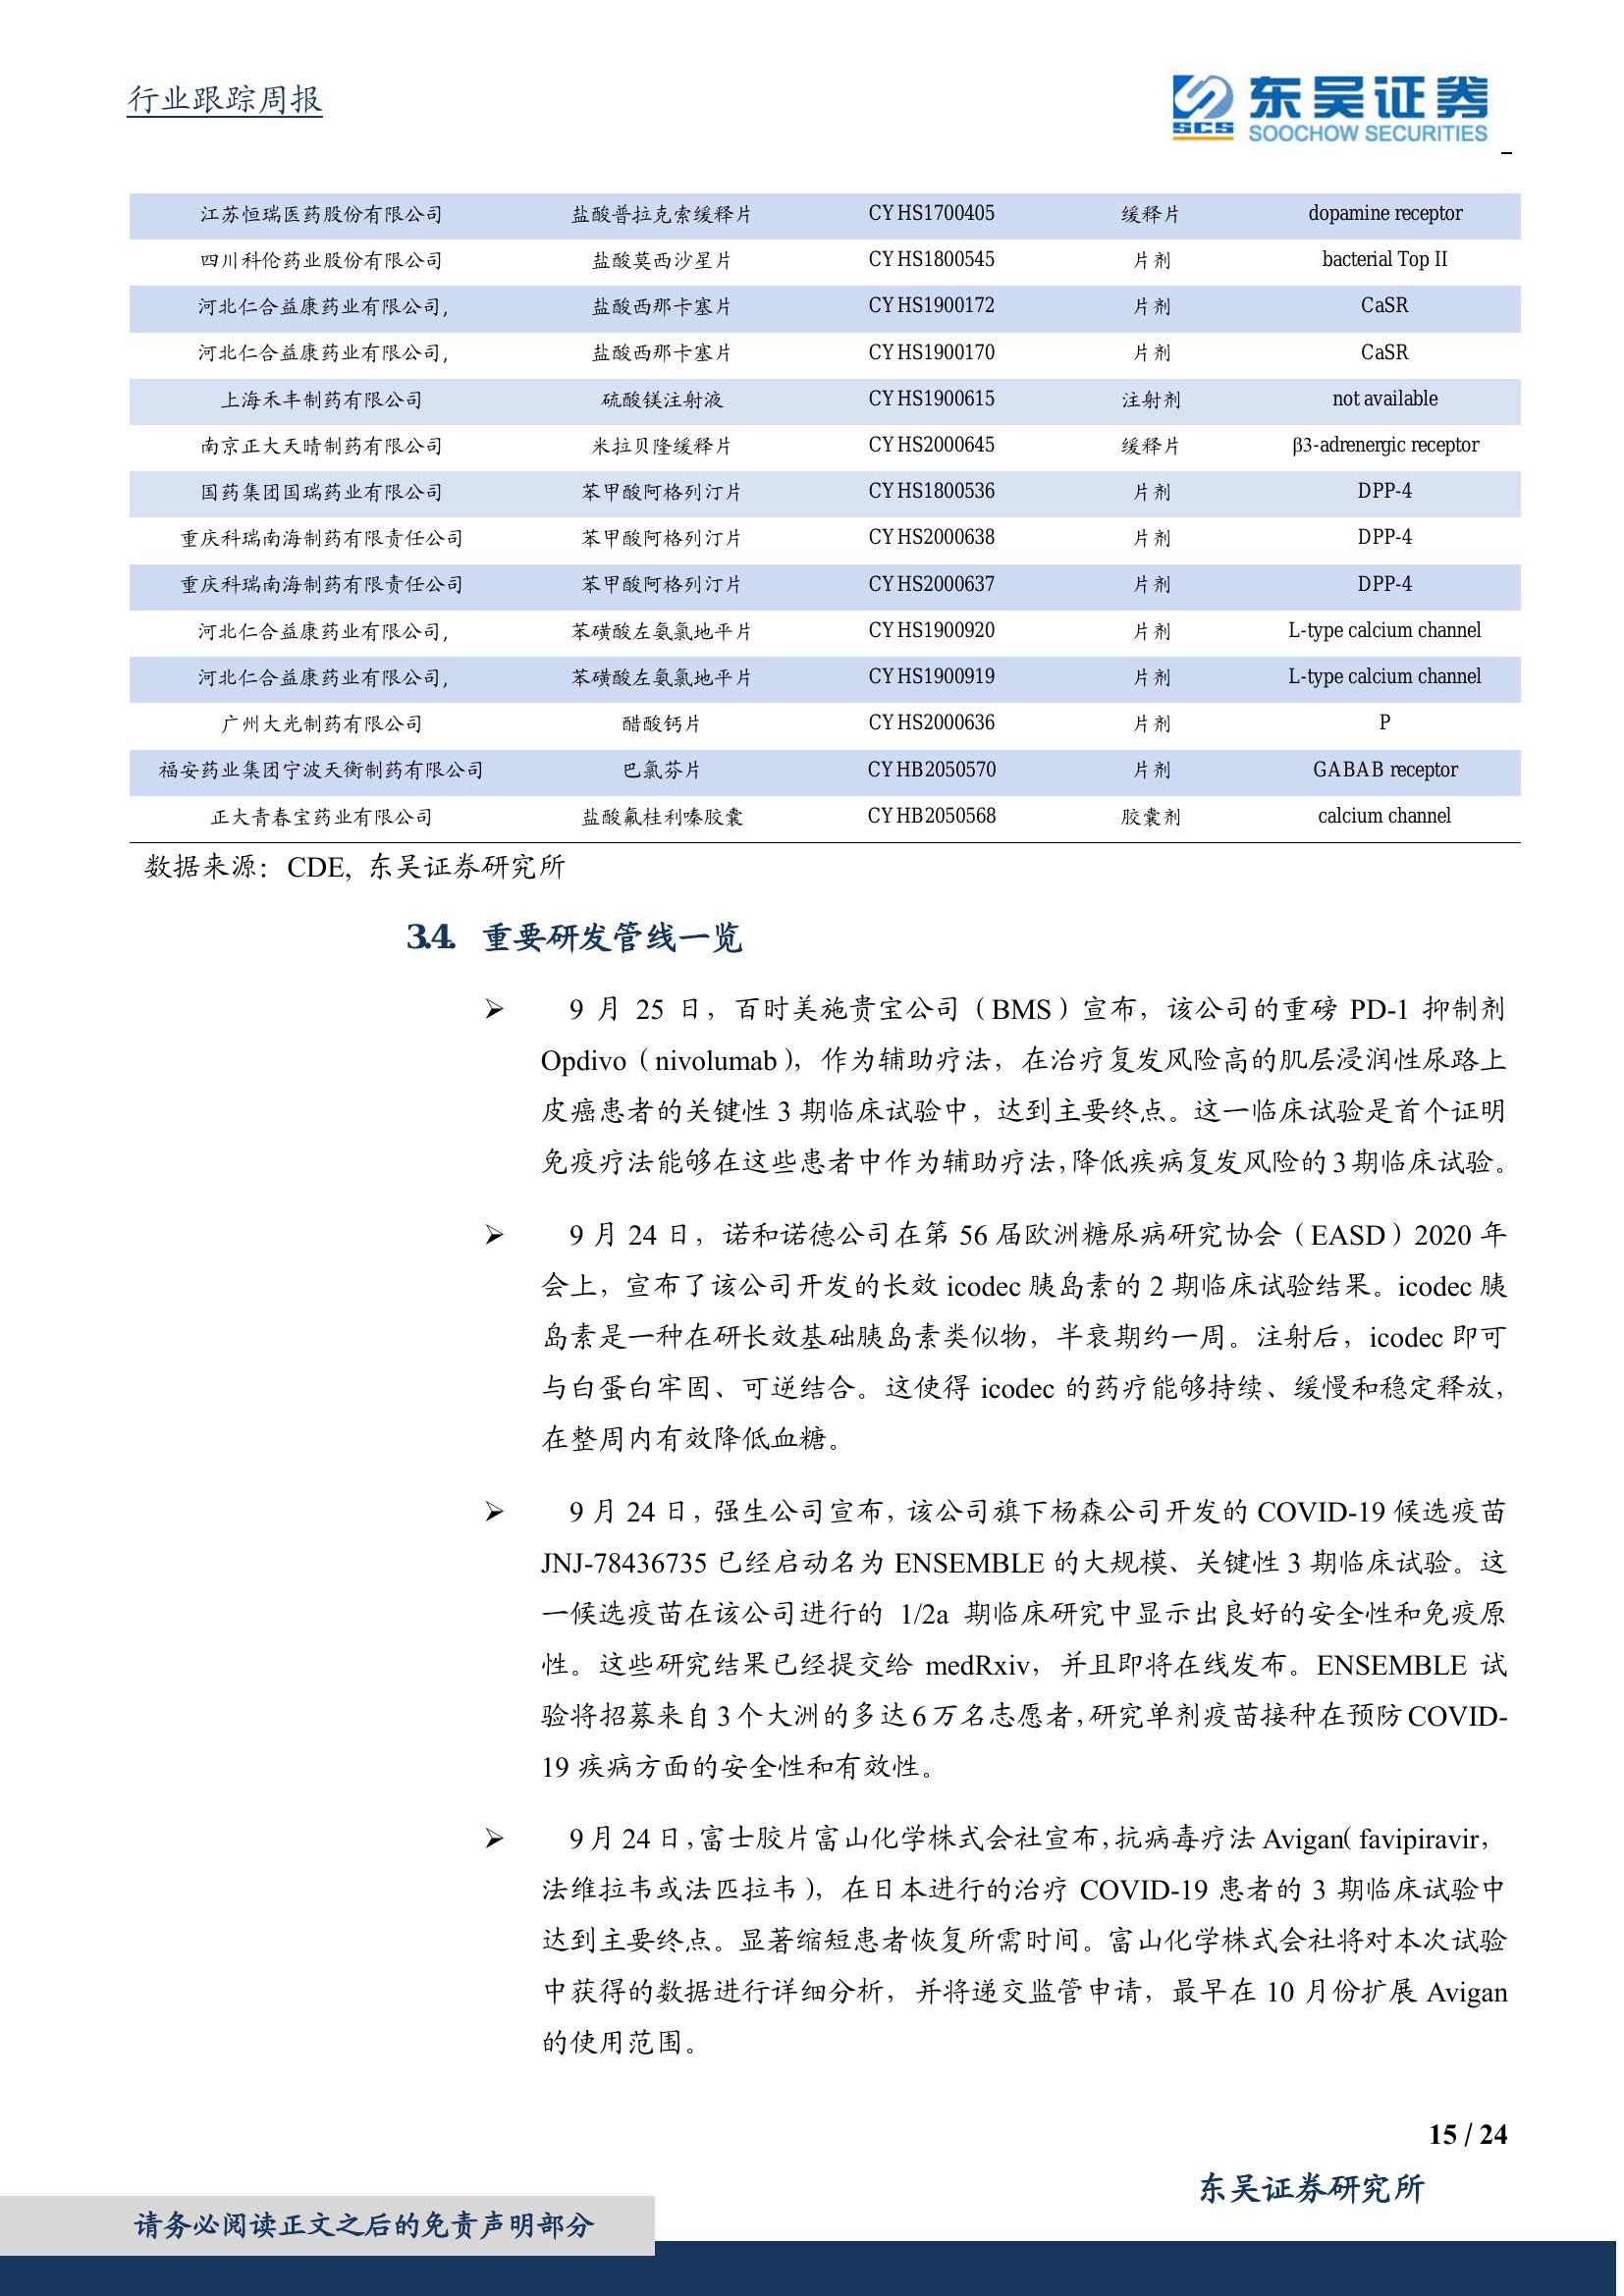 行业跟踪周报
东吴证券
SCS
SOOCHOW SECURITIES
江苏恒瑞医药股份有限公司 盐酸普拉克索缓释片 CYHS1700405 缓释片 dopamine receptor
四川科伦药业股份有限公司 盐酸莫西沙星片 CYHS1800545 片剂 bacterial Top II
河北仁合益康药业有限公司, 盐酸西那卡塞片 CYHS1900172 片剂 CaSR
河北仁合益康药业有限公司, 盐酸西那卡塞片 CYHS1900170 片剂 CaSR
上海禾丰制药有限公司 硫酸镁注射液 CYHS1900615 注射剂 not available
南京正大天晴制药有限公司 米拉贝隆缓释片 CYHS2000645 缓释片 β3-adrenergic receptor
国药集团国瑞药业有限公司 苯甲酸阿格列汀片 CYHS1800536 片剂 DPP-4
重庆科瑞南海制药有限责任公司 苯甲酸阿格列汀片 CYHS2000638 片剂 DPP-4
重庆科瑞南海制药有限责任公司 苯甲酸阿格列汀片 CYHS2000637 片剂 DPP-4
河北仁合益康药业有限公司, 苯磺酸左氨氯地平片 CYHS1900920 片剂 L-type calcium channel
河北仁合益康药业有限公司, 苯磺酸左氨氯地平片 CYHS1900919 片剂 L-type calcium channel
广州大光制药有限公司 醋酸钙片 CYHS2000636 片剂 P
福安药业集团宁波天衡制药有限公司 巴氯芬片 CYHB2050570 片剂 GABAB receptor
正大青春宝药业有限公司 盐酸氟桂利嗪胶囊 CYHB2050568 胶囊剂 calcium channel
数据来源：CDE, 东吴证券研究所
3.4. 重要研发管线一览
➢ 9 月 25 日，百时美施贵宝公司（BMS）宣布，该公司的重磅 PD-1 抑制剂
Opdivo（nivolumab），作为辅助疗法，在治疗复发风险高的肌层浸润性尿路上
皮癌患者的关键性 3 期临床试验中，达到主要终点。这一临床试验是首个证明
免疫疗法能够在这些患者中作为辅助疗法，降低疾病复发风险的 3 期临床试验。
➢ 9 月 24 日，诺和诺德公司在第 56 届欧洲糖尿病研究协会（EASD）2020 年
会上，宣布了该公司开发的长效 icodec 胰岛素的 2 期临床试验结果。icodec 胰
岛素是一种在研长效基础胰岛素类似物，半衰期约一周。注射后，icodec 即可
与白蛋白牢固、可逆结合。这使得 icodec 的药疗能够持续、缓慢和稳定释放，
在整周内有效降低血糖。
➢ 9 月 24 日，强生公司宣布，该公司旗下杨森公司开发的 COVID-19 候选疫苗
JNJ-78436735 已经启动名为 ENSEMBLE 的大规模、关键性 3 期临床试验。这
一候选疫苗在该公司进行的 1/2a 期临床研究中显示出良好的安全性和免疫原
性。这些研究结果已经提交给 medRxiv，并且即将在线发布。ENSEMBLE 试
验将招募来自 3 个大洲的多达 6 万名志愿者，研究单剂疫苗接种在预防 COVID-
19 疾病方面的安全性和有效性。
➢ 9 月 24 日，富士胶片富山化学株式会社宣布，抗病毒疗法 Avigan（favipiravir，
法维拉韦或法匹拉韦），在日本进行的治疗 COVID-19 患者的 3 期临床试验中
达到主要终点。显著缩短患者恢复所需时间。富山化学株式会社将对本次试验
中获得的数据进行详细分析，并将递交监管申请，最早在 10 月份扩展 Avigan
的使用范围。
15 / 24
东吴证券研究所
请务必阅读正文之后的免责声明部分